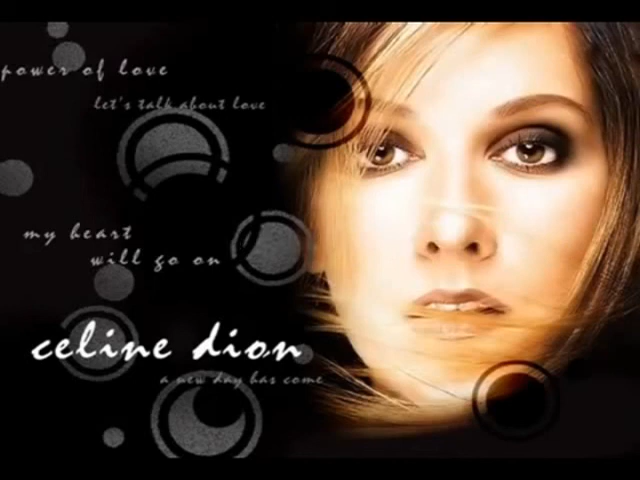 power of love
let's talk about love
my heart
will go on
celine dion
a new day has come